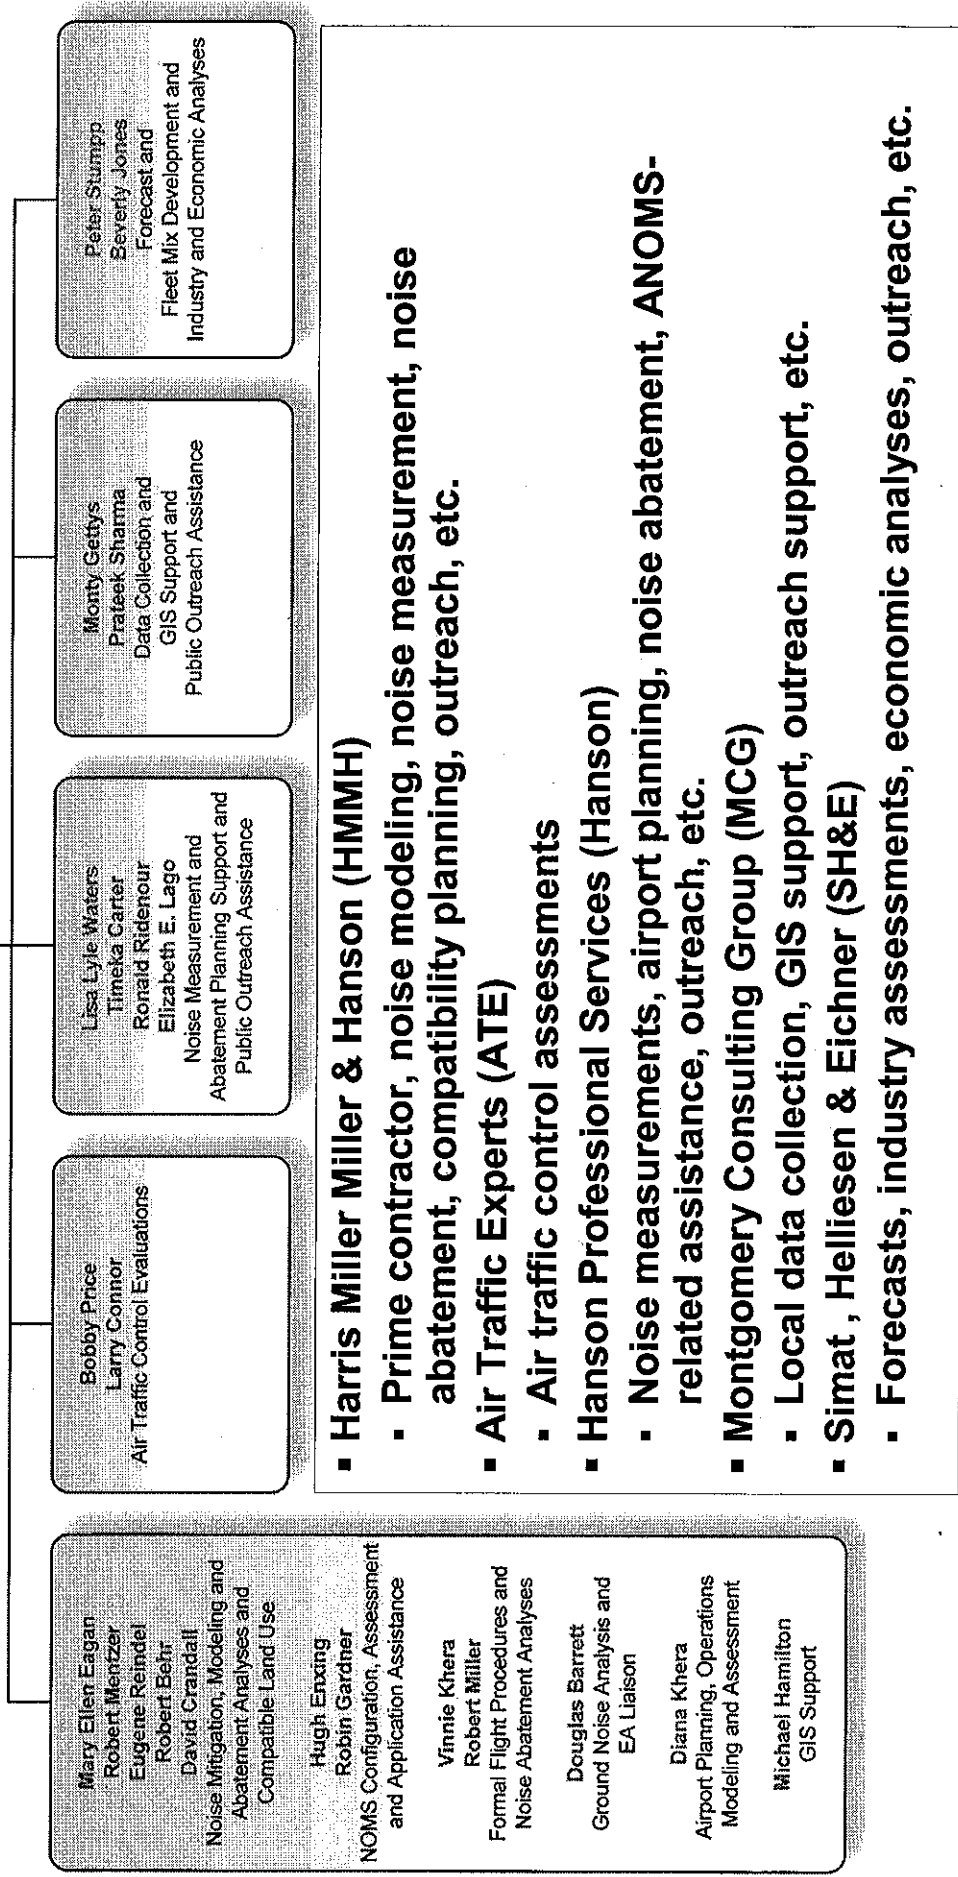 Mary Ellen Eagan
Robert Mentzer
Eugene Reindel
Robert Behr
David Crandall
Noise Mitigation, Modeling and
Abatement Analyses and
Compatible Land Use
Hugh Enxing
Robin Gardner
NOMS Configuration, Assessment
and Application Assistance
Vinnie Khera
Robert Miller
Formal Flight Procedures and
Noise Abatement Analyses
Douglas Barrett
Ground Noise Analysis and
EA Liaison
Diana Khera
Airport Planning, Operations
Modeling and Assessment
Michael Hamilton
GIS Support
Bobby Price
Larry Connor
Air Traffic Control Evaluations
Lisa Lyle Waters
Timeka Carter
Ronald Ridenour
Elizabeth E. Lago
Noise Measurement and
Abatement Planning Support and
Public Outreach Assistance
Monty Gettys
Prateek Sharma
Data Collection and
GIS Support and
Public Outreach Assistance
Peter Stumpp
Beverly Jones
Forecast and
Fleet Mix Development and
Industry and Economic Analyses
▪ Harris Miller Miller & Hanson (HMMH)
▪ Prime contractor, noise modeling, noise measurement, noise
abatement, compatibility planning, outreach, etc.
▪ Air Traffic Experts (ATE)
▪ Air traffic control assessments
▪ Hanson Professional Services (Hanson)
▪ Noise measurements, airport planning, noise abatement, ANOMS-
related assistance, outreach, etc.
▪ Montgomery Consulting Group (MCG)
▪ Local data collection, GIS support, outreach support, etc.
▪ Simat , Helliesen & Eichner (SH&E)
▪ Forecasts, industry assessments, economic analyses, outreach, etc.